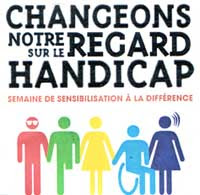 CHANGEONS
NOTRE REGARD
SUR LE
HANDICAP
SEMAINE DE SENSIBILISATION À LA DIFFÉRENCE